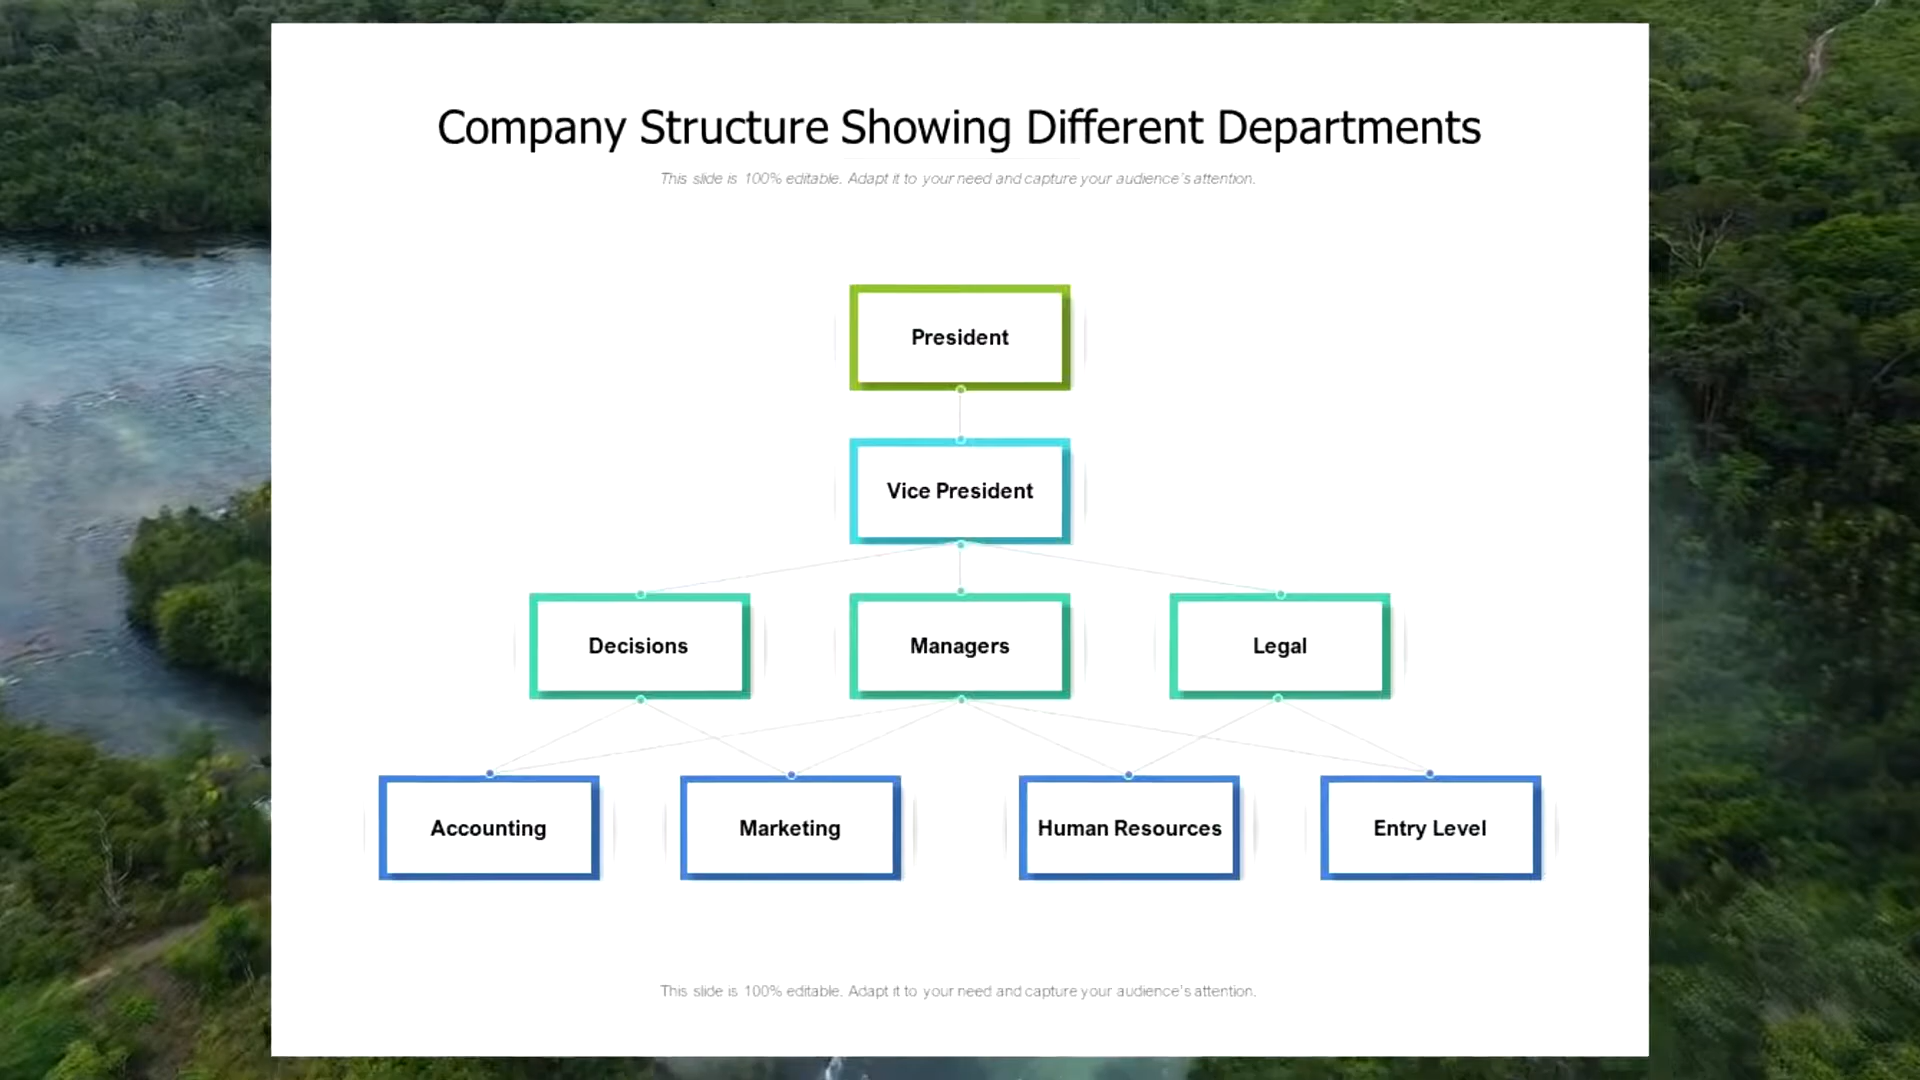 Company Structure Showing Different Departments
This slide is 100% editable. Adapt it to your need and capture your audience's attention.
President
Vice President
Decisions
Managers
Legal
Accounting
Marketing
Human Resources
Entry Level
This slide is 100% editable. Adapt it to your need and capture your audience's attention.